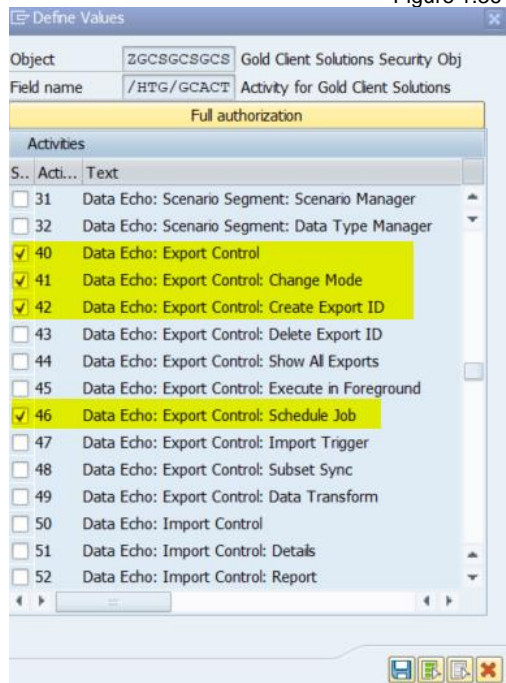 Define Values
Object ZGCSGCSGCS Gold Client Solutions Security Obj
Field name /HTG/GCACT Activity for Gold Client Solutions
Full authorization
Activities
S.. Acti... Text
31 Data Echo: Scenario Segment: Scenario Manager
32 Data Echo: Scenario Segment: Data Type Manager
40 Data Echo: Export Control
41 Data Echo: Export Control: Change Mode
42 Data Echo: Export Control: Create Export ID
43 Data Echo: Export Control: Delete Export ID
44 Data Echo: Export Control: Show All Exports
45 Data Echo: Export Control: Execute in Foreground
46 Data Echo: Export Control: Schedule Job
47 Data Echo: Export Control: Import Trigger
48 Data Echo: Export Control: Subset Sync
49 Data Echo: Export Control: Data Transform
50 Data Echo: Import Control
51 Data Echo: Import Control: Details
52 Data Echo: Import Control: Report